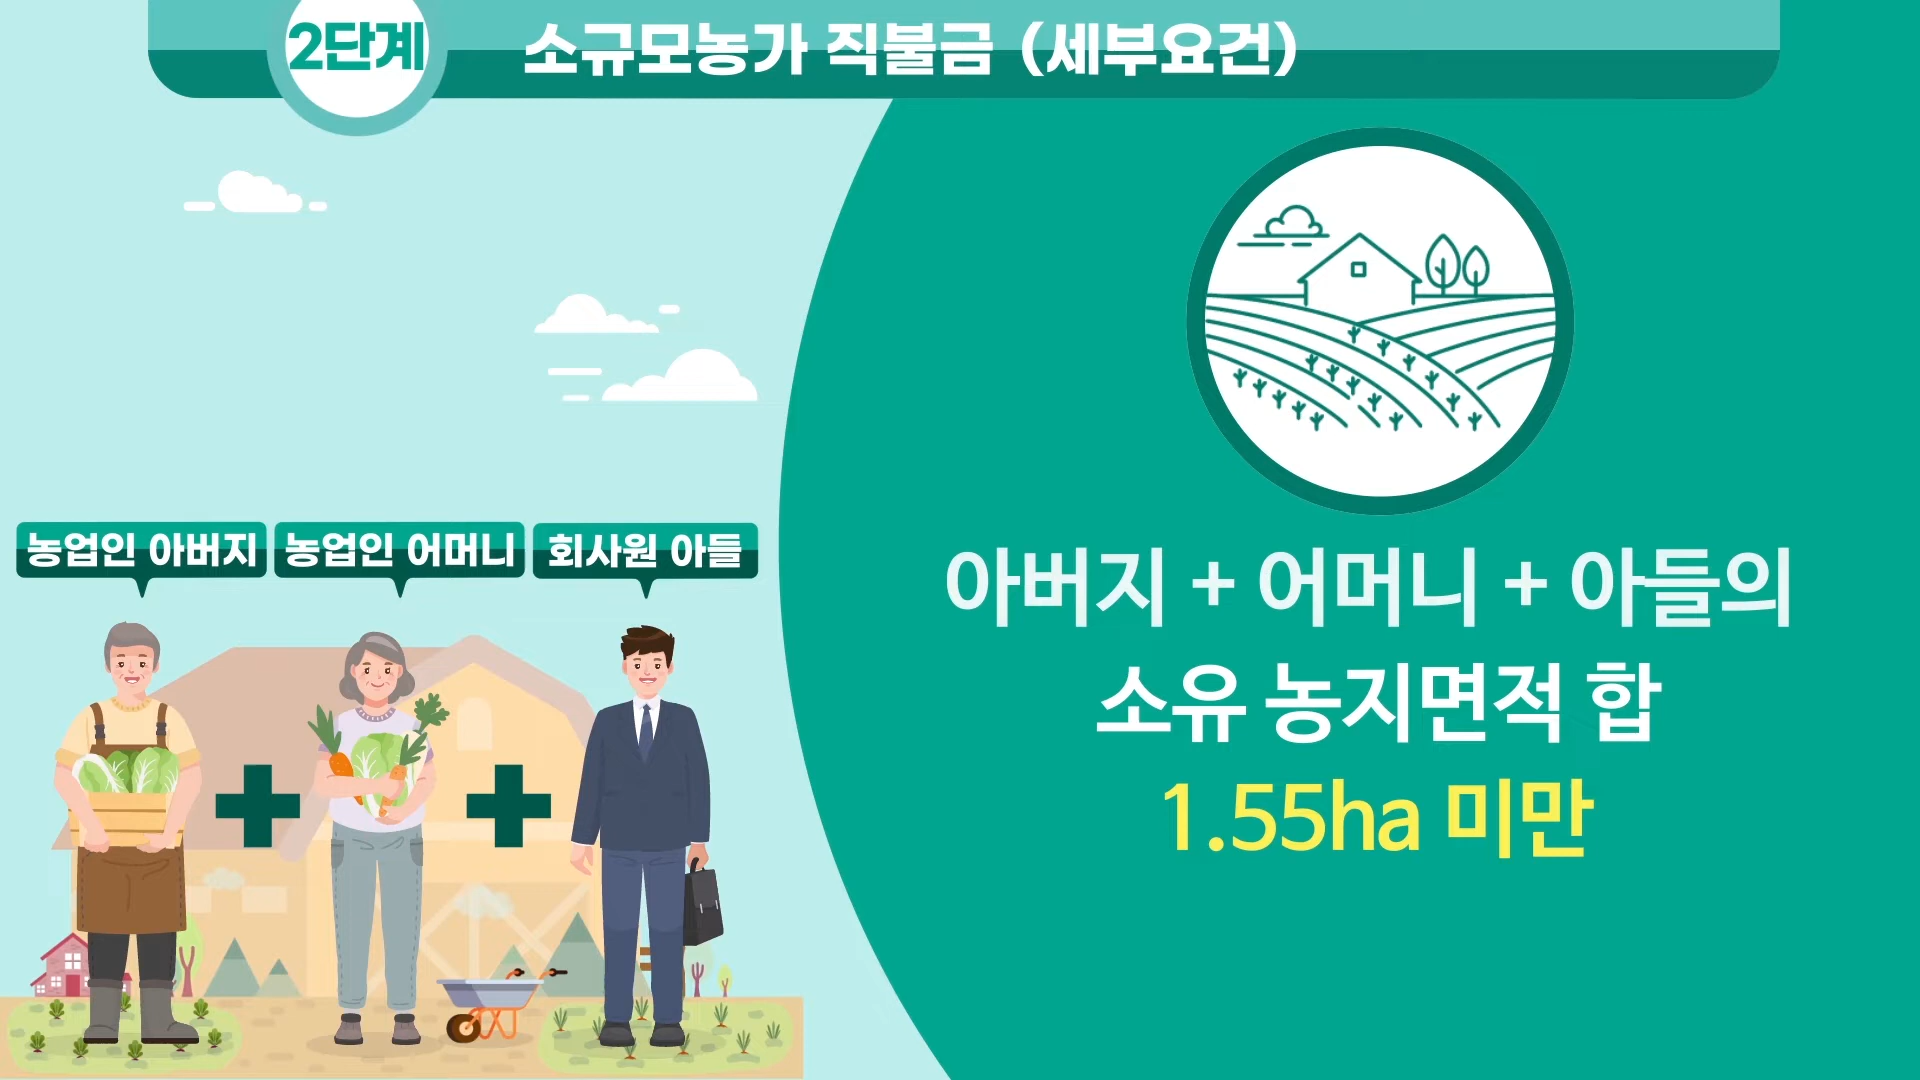 2단계
소규모농가 직불금 (세부요건)
농업인 아버지
농업인 어머니
회사원 아들
아버지 + 어머니 + 아들의
소유 농지면적 합
1.55ha 미만